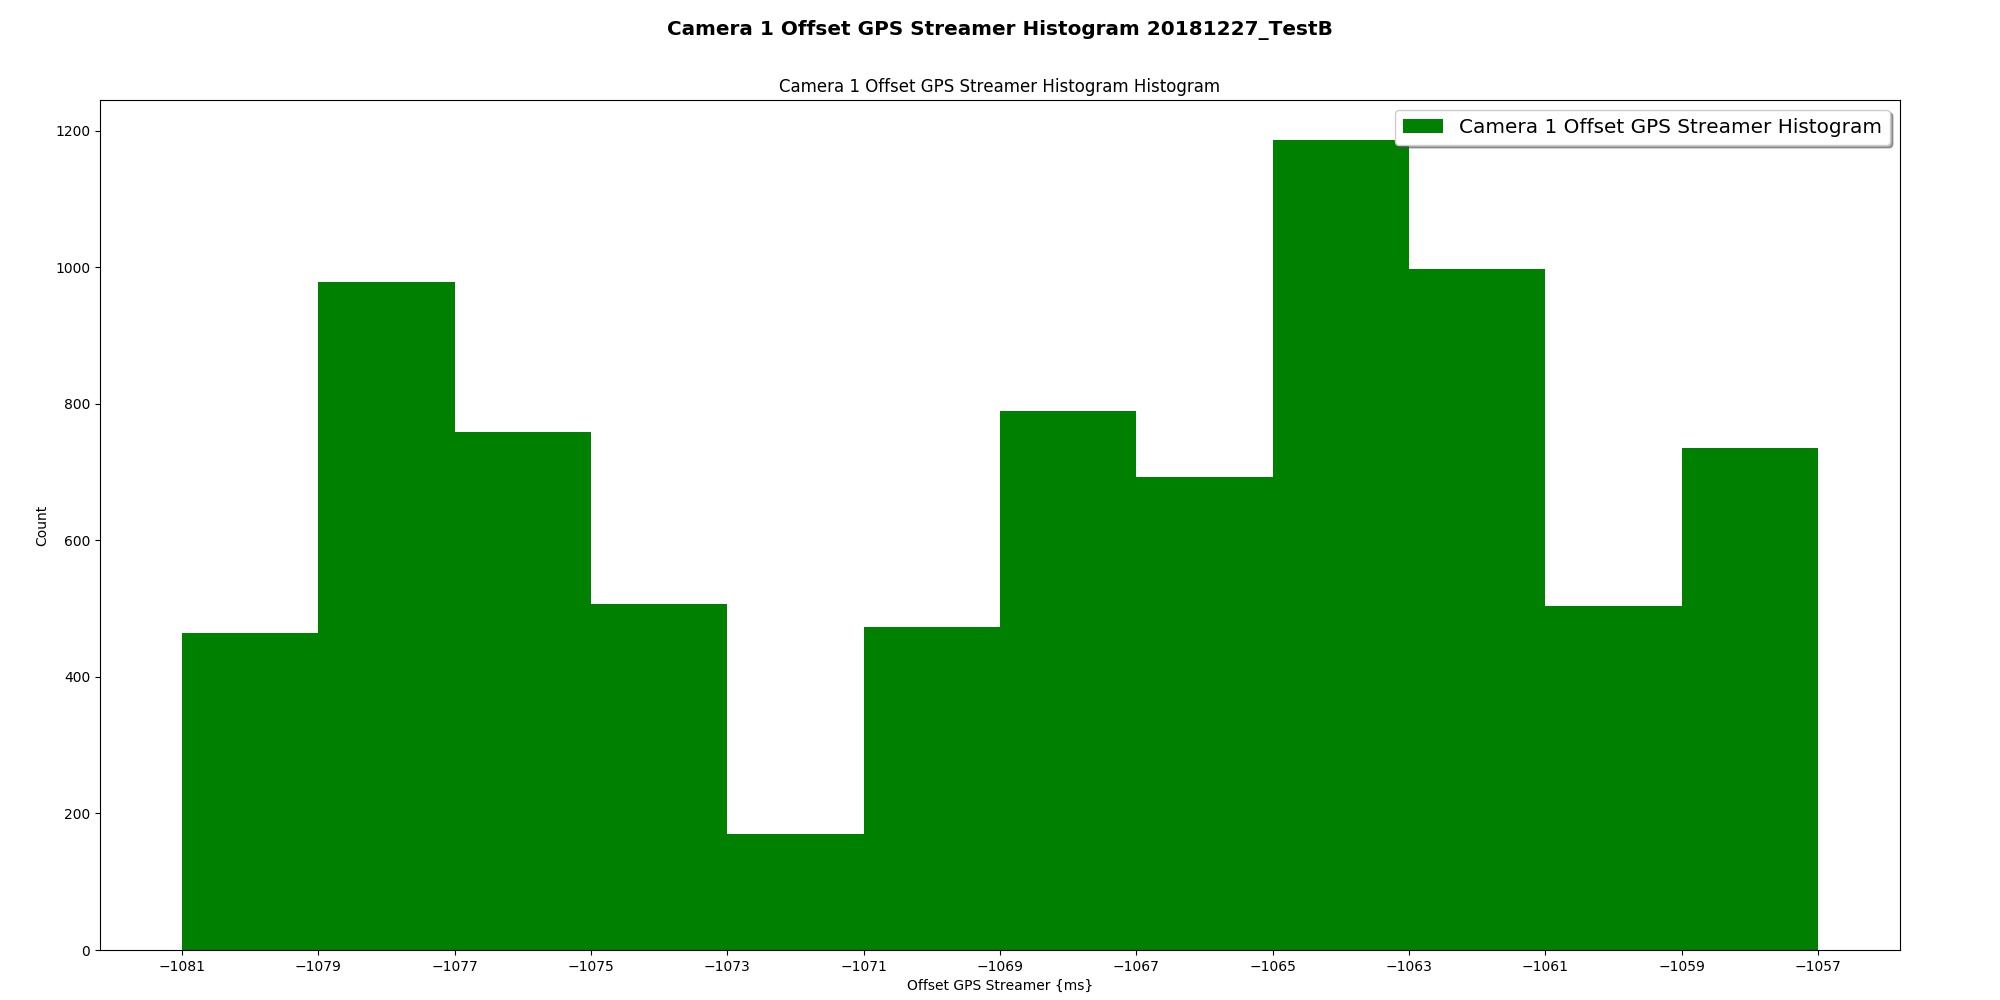 Camera 1 Offset GPS Streamer Histogram 20181227_TestB
Camera 1 Offset GPS Streamer Histogram Histogram
Camera 1 Offset GPS Streamer Histogram
1200
1000
800
600
400
200
0
Count
−1081 −1079 −1077 −1075 −1073 −1071 −1069 −1067 −1065 −1063 −1061 −1059 −1057
Offset GPS Streamer {ms}